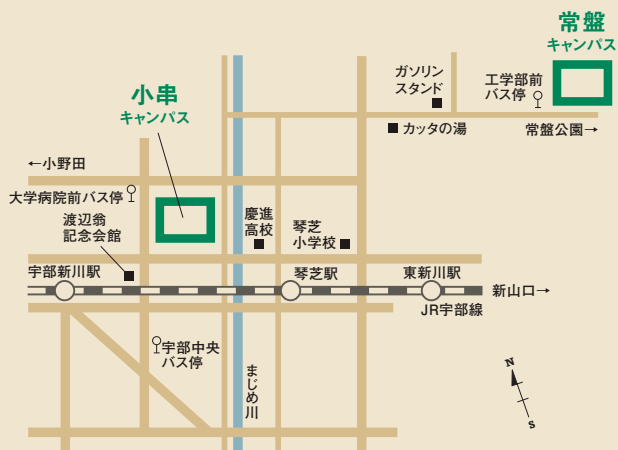 常盤
キャンパス
ガソリン
スタンド
工学部前
バス停
小串
キャンパス
カッタの湯
常盤公園→
←小野田
大学病院前バス停
渡辺翁
記念会館
慶進
高校
琴芝
小学校
宇部新川駅
琴芝駅
東新川駅
新山口→
JR宇部線
宇部中央
バス停
まじめ川
N
S